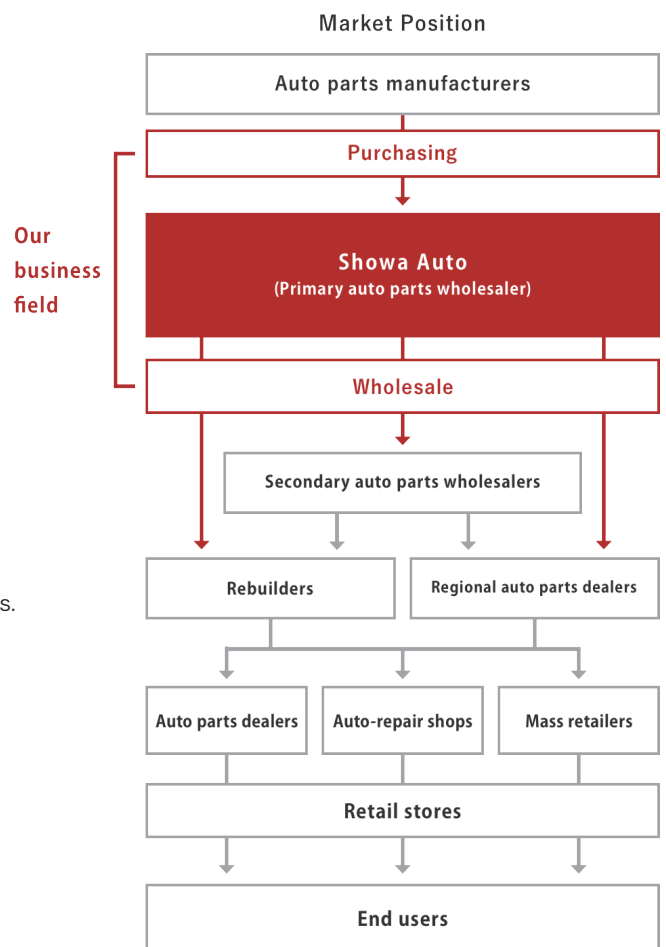 Market Position
Auto parts manufacturers
Purchasing
Our
business
field
Showa Auto
(Primary auto parts wholesaler)
Wholesale
Secondary auto parts wholesalers
Rebuilders
Regional auto parts dealers
s.
Auto parts dealers
Auto-repair shops
Mass retailers
Retail stores
End users